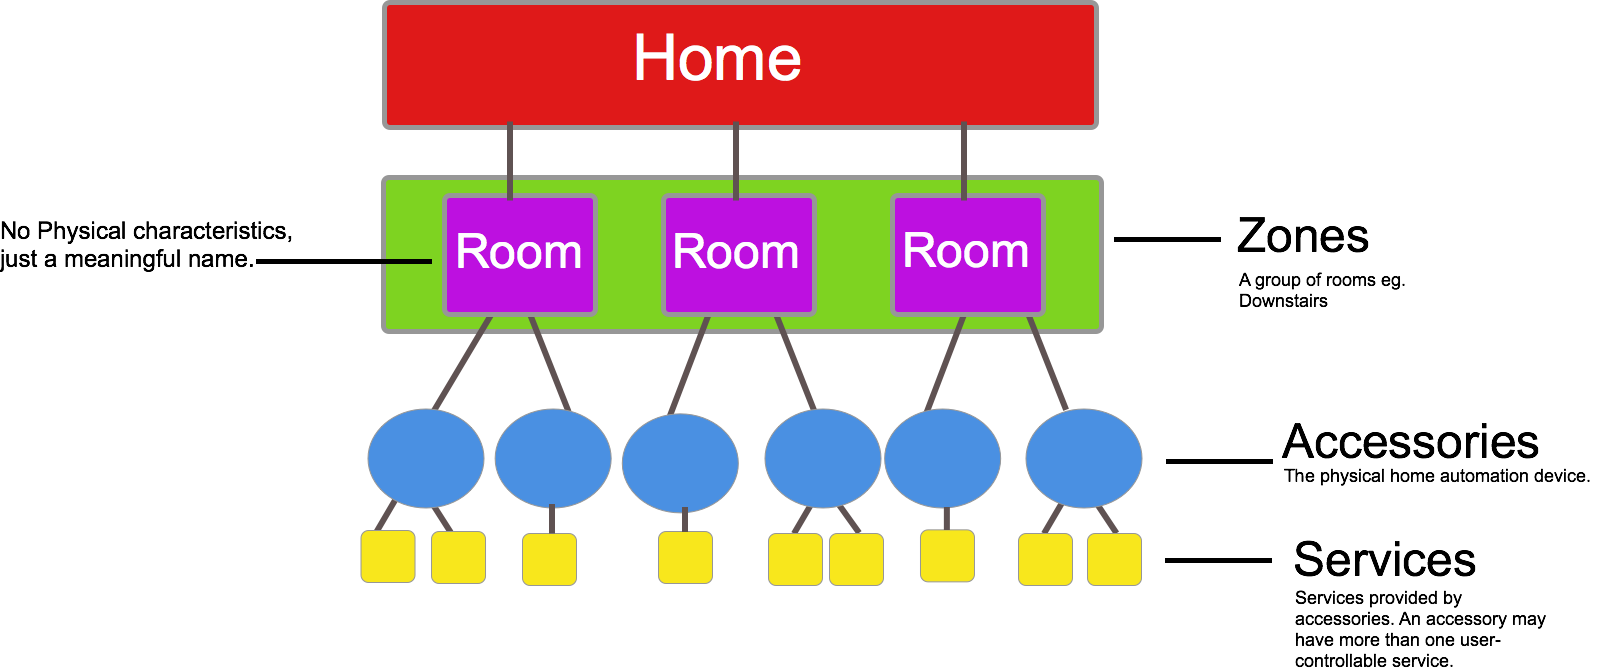 Home
No Physical characteristics,
just a meaningful name.
Room
Room
Room
Zones
A group of rooms eg.
Downstairs
Accessories
The physical home automation device.
Services
Services provided by
accessories. An accessory may
have more than one user-
controllable service.